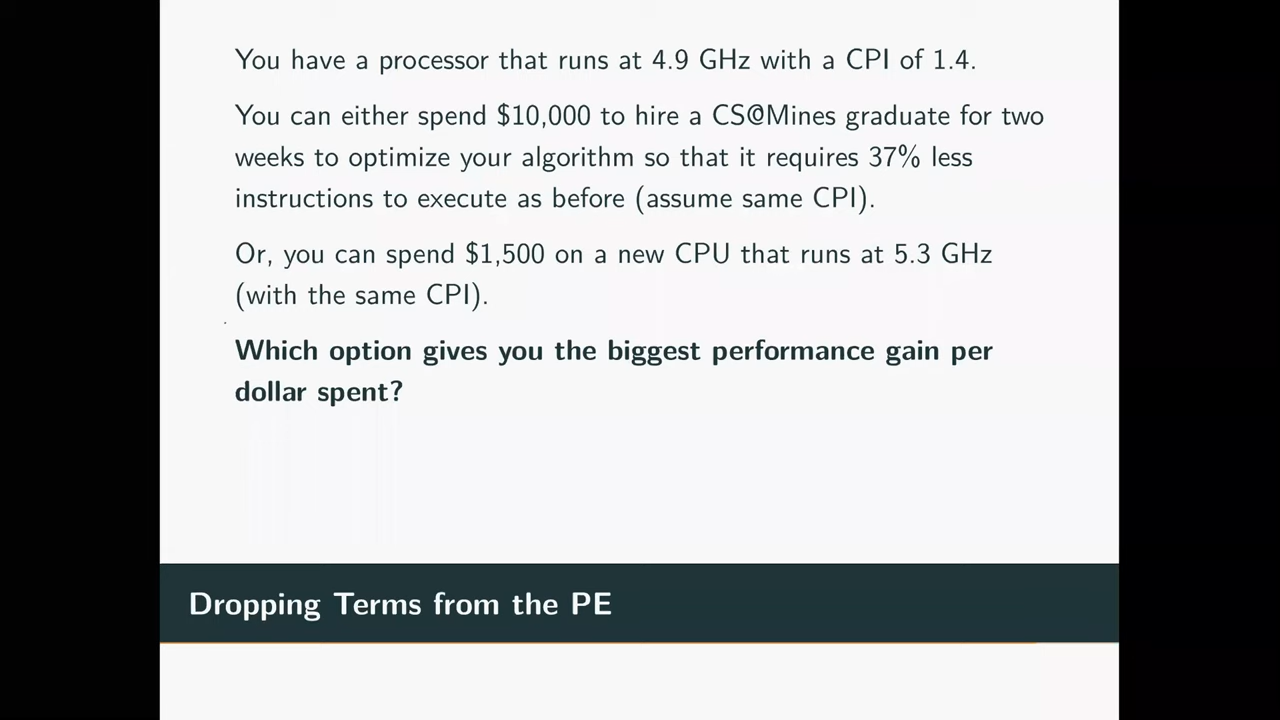 You have a processor that runs at 4.9 GHz with a CPI of 1.4.
You can either spend $10,000 to hire a CS@Mines graduate for two
weeks to optimize your algorithm so that it requires 37% less
instructions to execute as before (assume same CPI).
Or, you can spend $1,500 on a new CPU that runs at 5.3 GHz
(with the same CPI).
Which option gives you the biggest performance gain per
dollar spent?
Dropping Terms from the PE